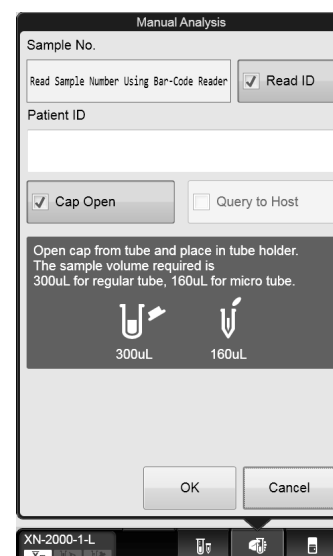 Manual Analysis
Sample No.
Read Sample Number Using Bar-Code Reader
Read ID
Patient ID
Cap Open
Query to Host
Open cap from tube and place in tube holder.
The sample volume required is
300uL for regular tube, 160uL for micro tube.
300uL 160uL
OK Cancel
XN-2000-1-L